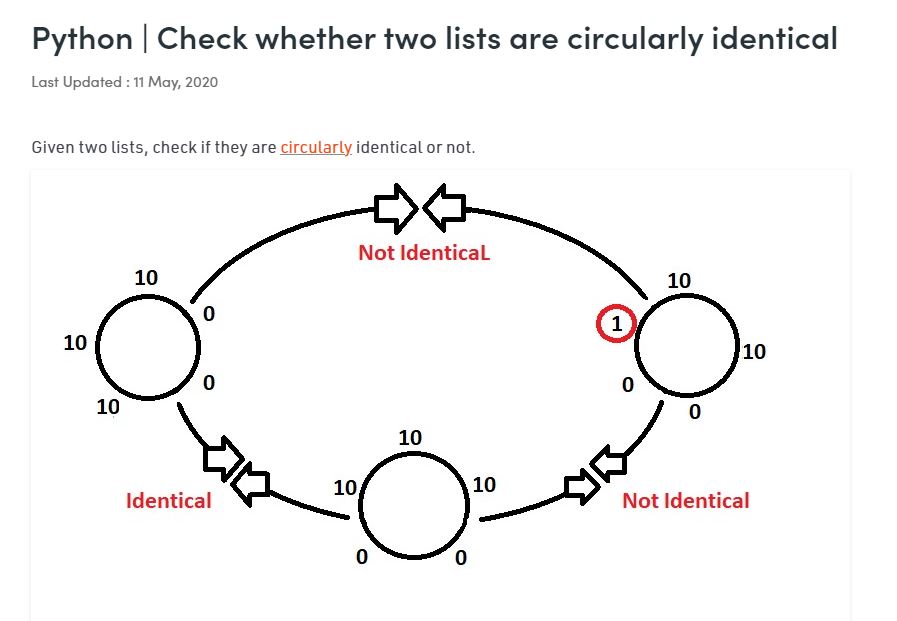 Python | Check whether two lists are circularly identical
Last Updated : 11 May, 2020
Given two lists, check if they are circularly identical or not.
Not IdenticaL
10
0
10
0
10
10
1
10
0
0
10
10
10
0
0
Identical
Not Identical